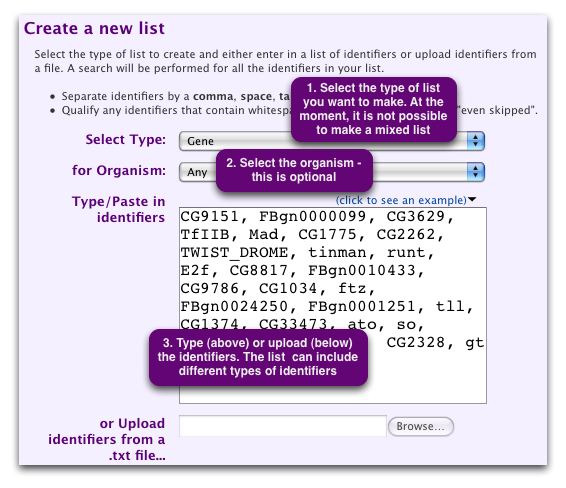 Create a new list
Select the type of list to create and either enter in a list of identifiers or upload identifiers from
a file. A search will be performed for all the identifiers in your list.
• Separate identifiers by a comma, space,
• Qualify any identifiers that contain "even skipped".
1. Select the type of list
you want to make. At the
moment, it is not possible
to make a mixed list
Select Type:
Gene
for Organism:
Any
2. Select the organism -
this is optional
Type/Paste in
identifiers
(click to see an example)
CG9151, FBgn0000099, CG3629,
TfIIB, Mad, CG1775, CG2262,
TWIST_DROME, tinman, runt,
E2f, CG8817, FBgn0010433,
CG9786, CG1034, ftz,
FBgn0024250, FBgn0001251, tll,
CG1374, CG33473, ato, so,
CG2328, gt
3. Type (above) or upload (below)
the identifiers. The list can include
different types of identifiers
or Upload
identifiers from a
.txt file...
Browse...